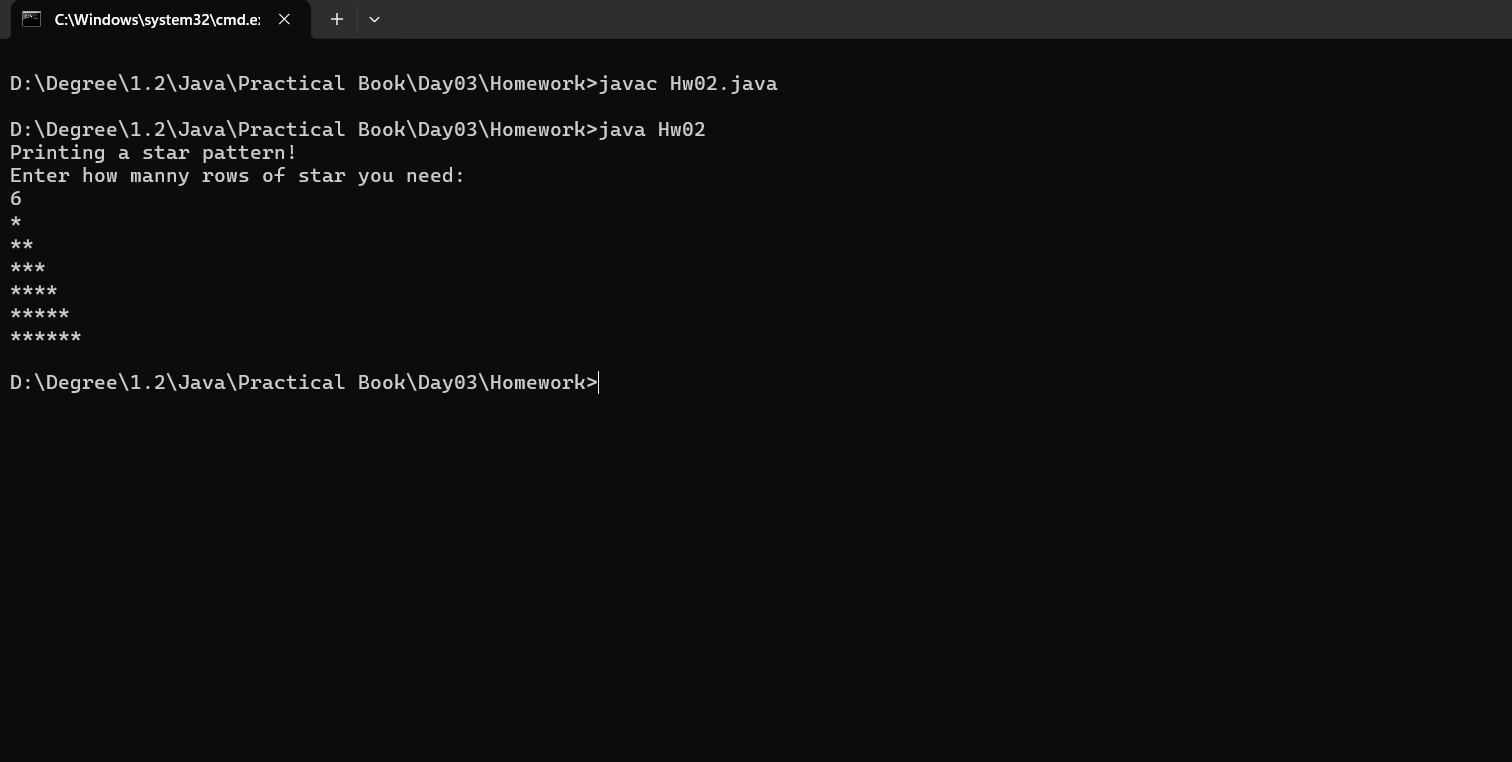 C:\Windows\system32\cmd.e
D:\Degree\1.2\Java\Practical Book\Day03\Homework>javac Hw02.java
D:\Degree\1.2\Java\Practical Book\Day03\Homework>java Hw02
Printing a star pattern!
Enter how manny rows of star you need:
6
*
**
***
****
*****
******
D:\Degree\1.2\Java\Practical Book\Day03\Homework>